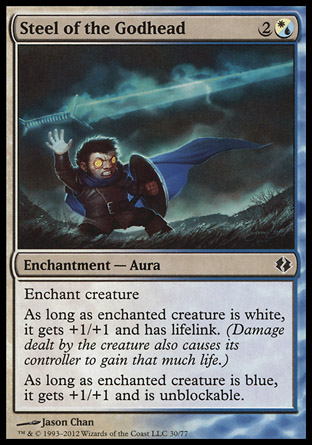 Steel of the Godhead 2
Enchantment — Aura
Enchant creature
As long as enchanted creature is white,
it gets +1/+1 and has lifelink. (Damage
dealt by the creature also causes its
controller to gain that much life.)
As long as enchanted creature is blue,
it gets +1/+1 and is unblockable.
Jason Chan
™ & © 1993–2012 Wizards of the Coast LLC 30/77